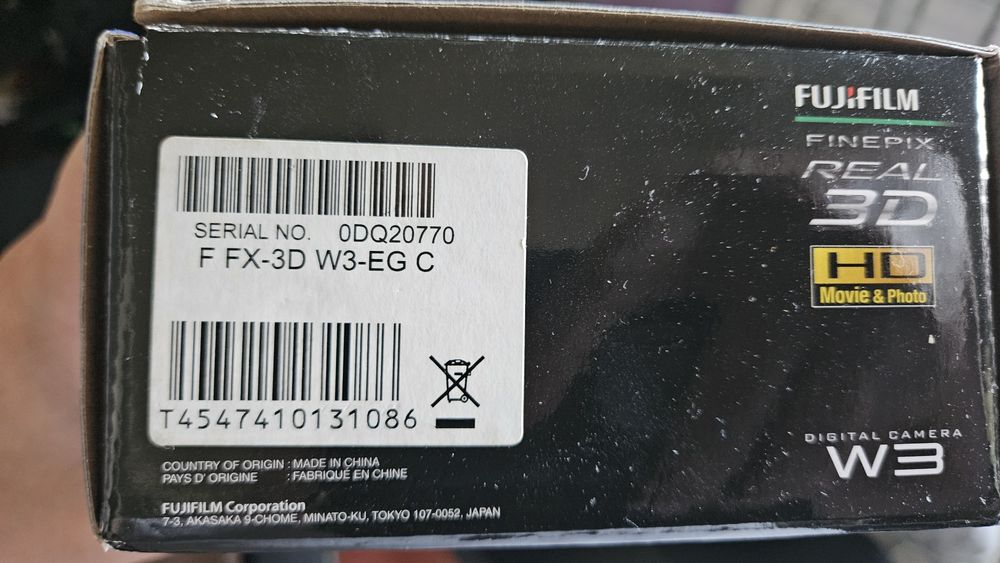 SERIAL NO. 0DQ20770
F FX-3D W3-EG C
T4547410131086
COUNTRY OF ORIGIN : MADE IN CHINA
PAYS D' ORIGINE : FABRIQUÉ EN CHINE
FUJIFILM Corporation
7-3, AKASAKA 9-CHOME, MINATO-KU, TOKYO 107-0052, JAPAN
FUJIFILM
FINEPIX
REAL
3D
HD
Movie & Photo
DIGITAL CAMERA
W3